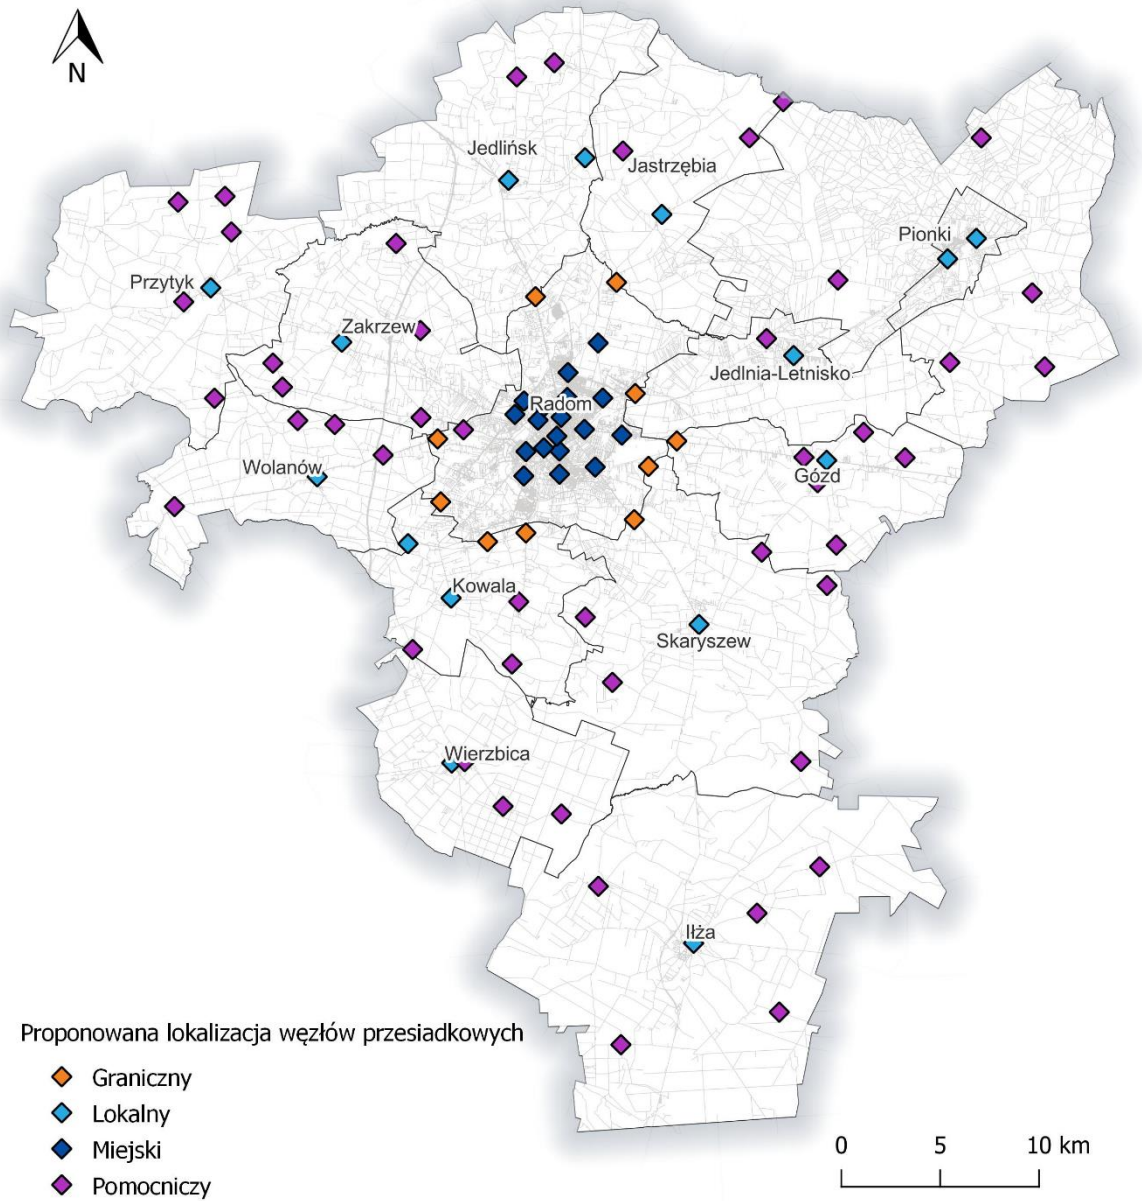 N
Jedlińsk
Jastrzębia
Pionki
Przytyk
Zakrzew
Jedlnia-Letnisko
Radom
Wolanów
Gózd
Kowala
Skaryszew
Wierzbica
Iłża
Proponowana lokalizacja węzłów przesiadkowych
Graniczny
Lokalny
Miejski
Pomocniczy
0 5 10 km